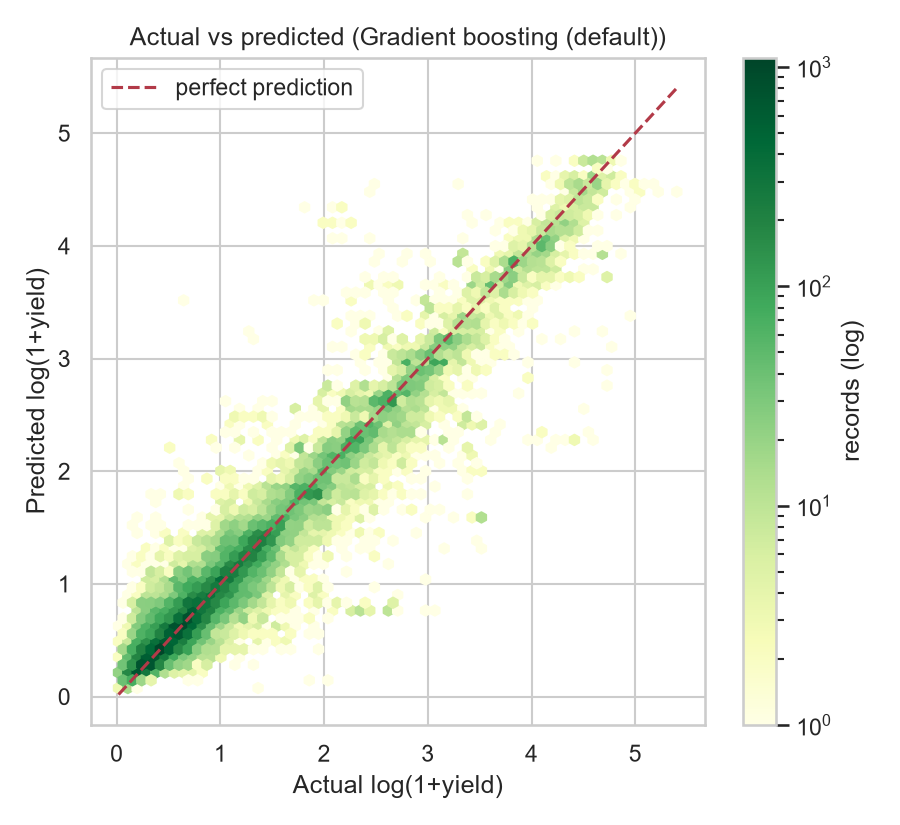 Actual vs predicted (Gradient boosting (default))
perfect prediction
Predicted log(1+yield)
5
4
3
2
1
0
0 1 2 3 4 5
Actual log(1+yield)
10³
10²
10¹
10⁰
records (log)